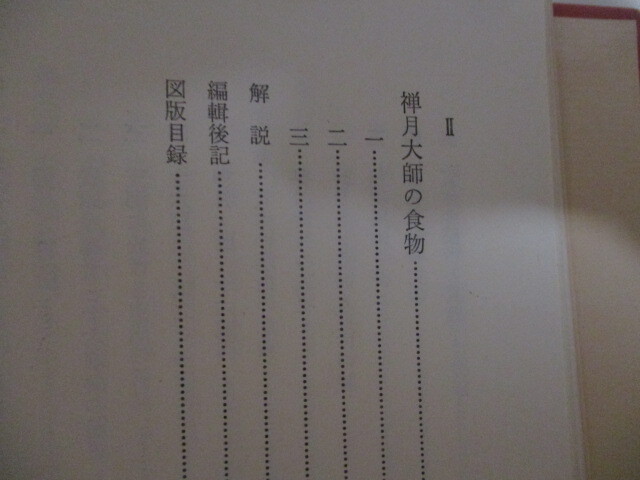 II
禅月大師の食物
一
二
三
解説
編輯後記
図版目録